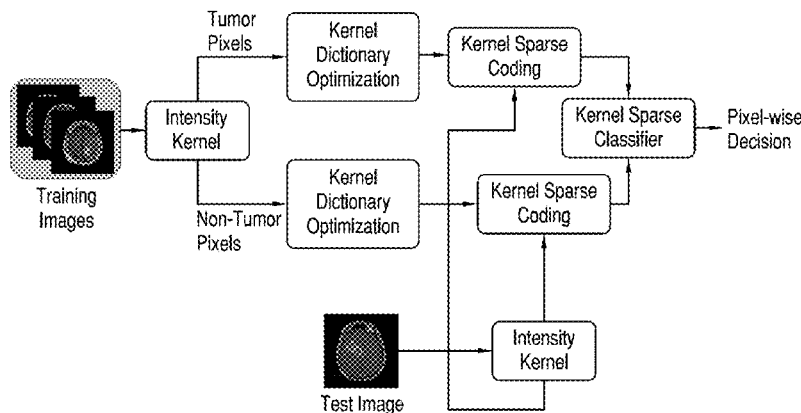 Tumor
Pixels
Kernel
Dictionary
Optimization
Kernel Sparse
Coding
Training
Images
Intensity
Kernel
Kernel Sparse
Classifier
Pixel-wise
Decision
Non-Tumor
Pixels
Kernel
Dictionary
Optimization
Kernel Sparse
Coding
Test Image
Intensity
Kernel